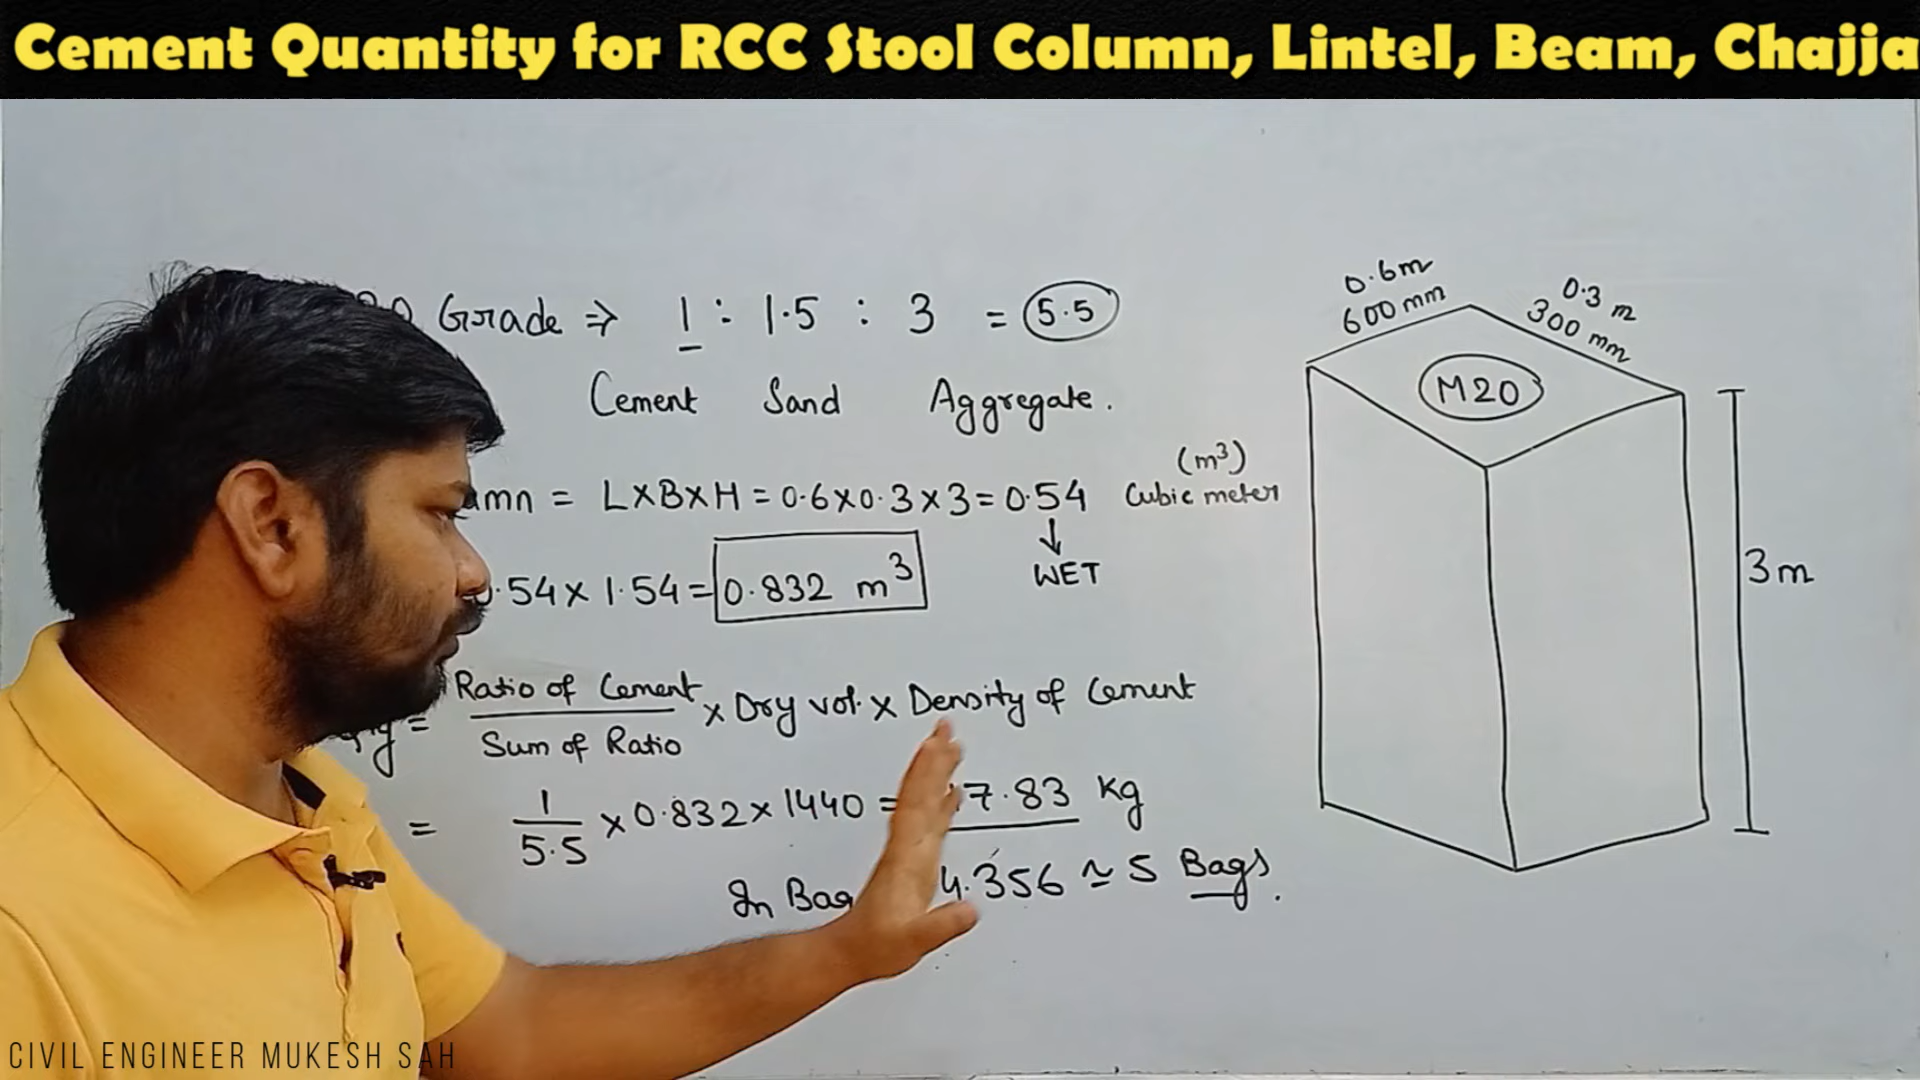 Cement Quantity for RCC Stool Column, Lintel, Beam, Chajja
Grade ⇒ 1 : 1.5 : 3 = 5.5
Cement Sand Aggregate.
= L×B×H = 0.6×0.3×3 = 0.54 Cubic meter
(m³)
WET
.54 × 1.54 = 0.832 m³
Ratio of Cement
= × Dry vol. × Density of Cement
Sum of Ratio
= 1/5.5 × 0.832 × 1440 = 7.83 Kg
In 4.356 ≃ 5 Bags.
0.6m
600 mm
0.3 m
300 mm
M20
3m
CIVIL ENGINEER MUKESH SAH